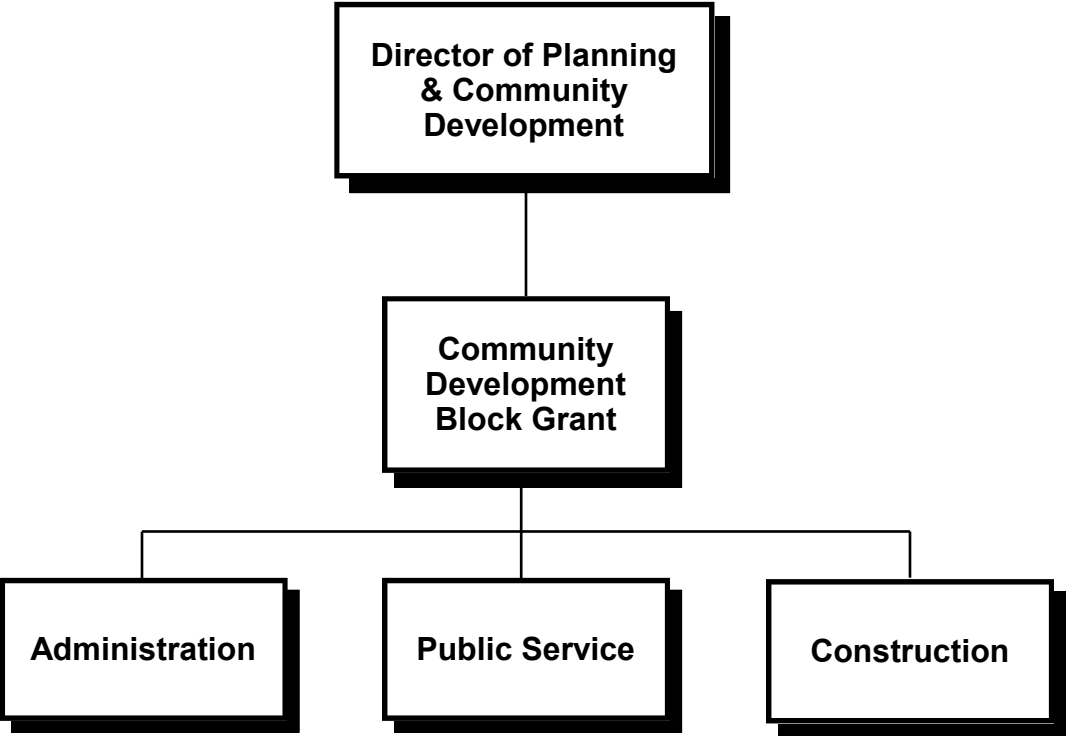 Director of Planning
& Community
Development
Community
Development
Block Grant
Administration
Public Service
Construction